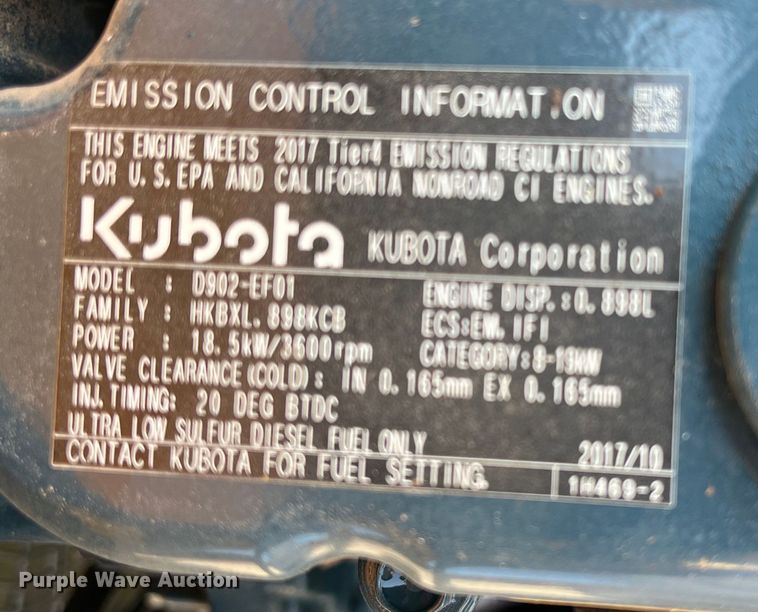 EMISSION CONTROL INFORMATION
THIS ENGINE MEETS 2017 Tier4 EMISSION REGULATIONS
FOR U.S. EPA AND CALIFORNIA NONROAD CI ENGINES.
Kubota KUBOTA Corporation
MODEL : D902-EF01 ENGINE DISP.:0.898L
FAMILY : HKBXL.898KCB ECS:EM, IFI
POWER : 18.5kW/3600rpm CATEGORY:8-19kW
VALVE CLEARANCE(COLD): IN 0.165mm EX 0.165mm
INJ.TIMING: 20 DEG BTDC
ULTRA LOW SULFUR DIESEL FUEL ONLY 2017/10
CONTACT KUBOTA FOR FUEL SETTING. 1H469-2
Purple Wave Auction